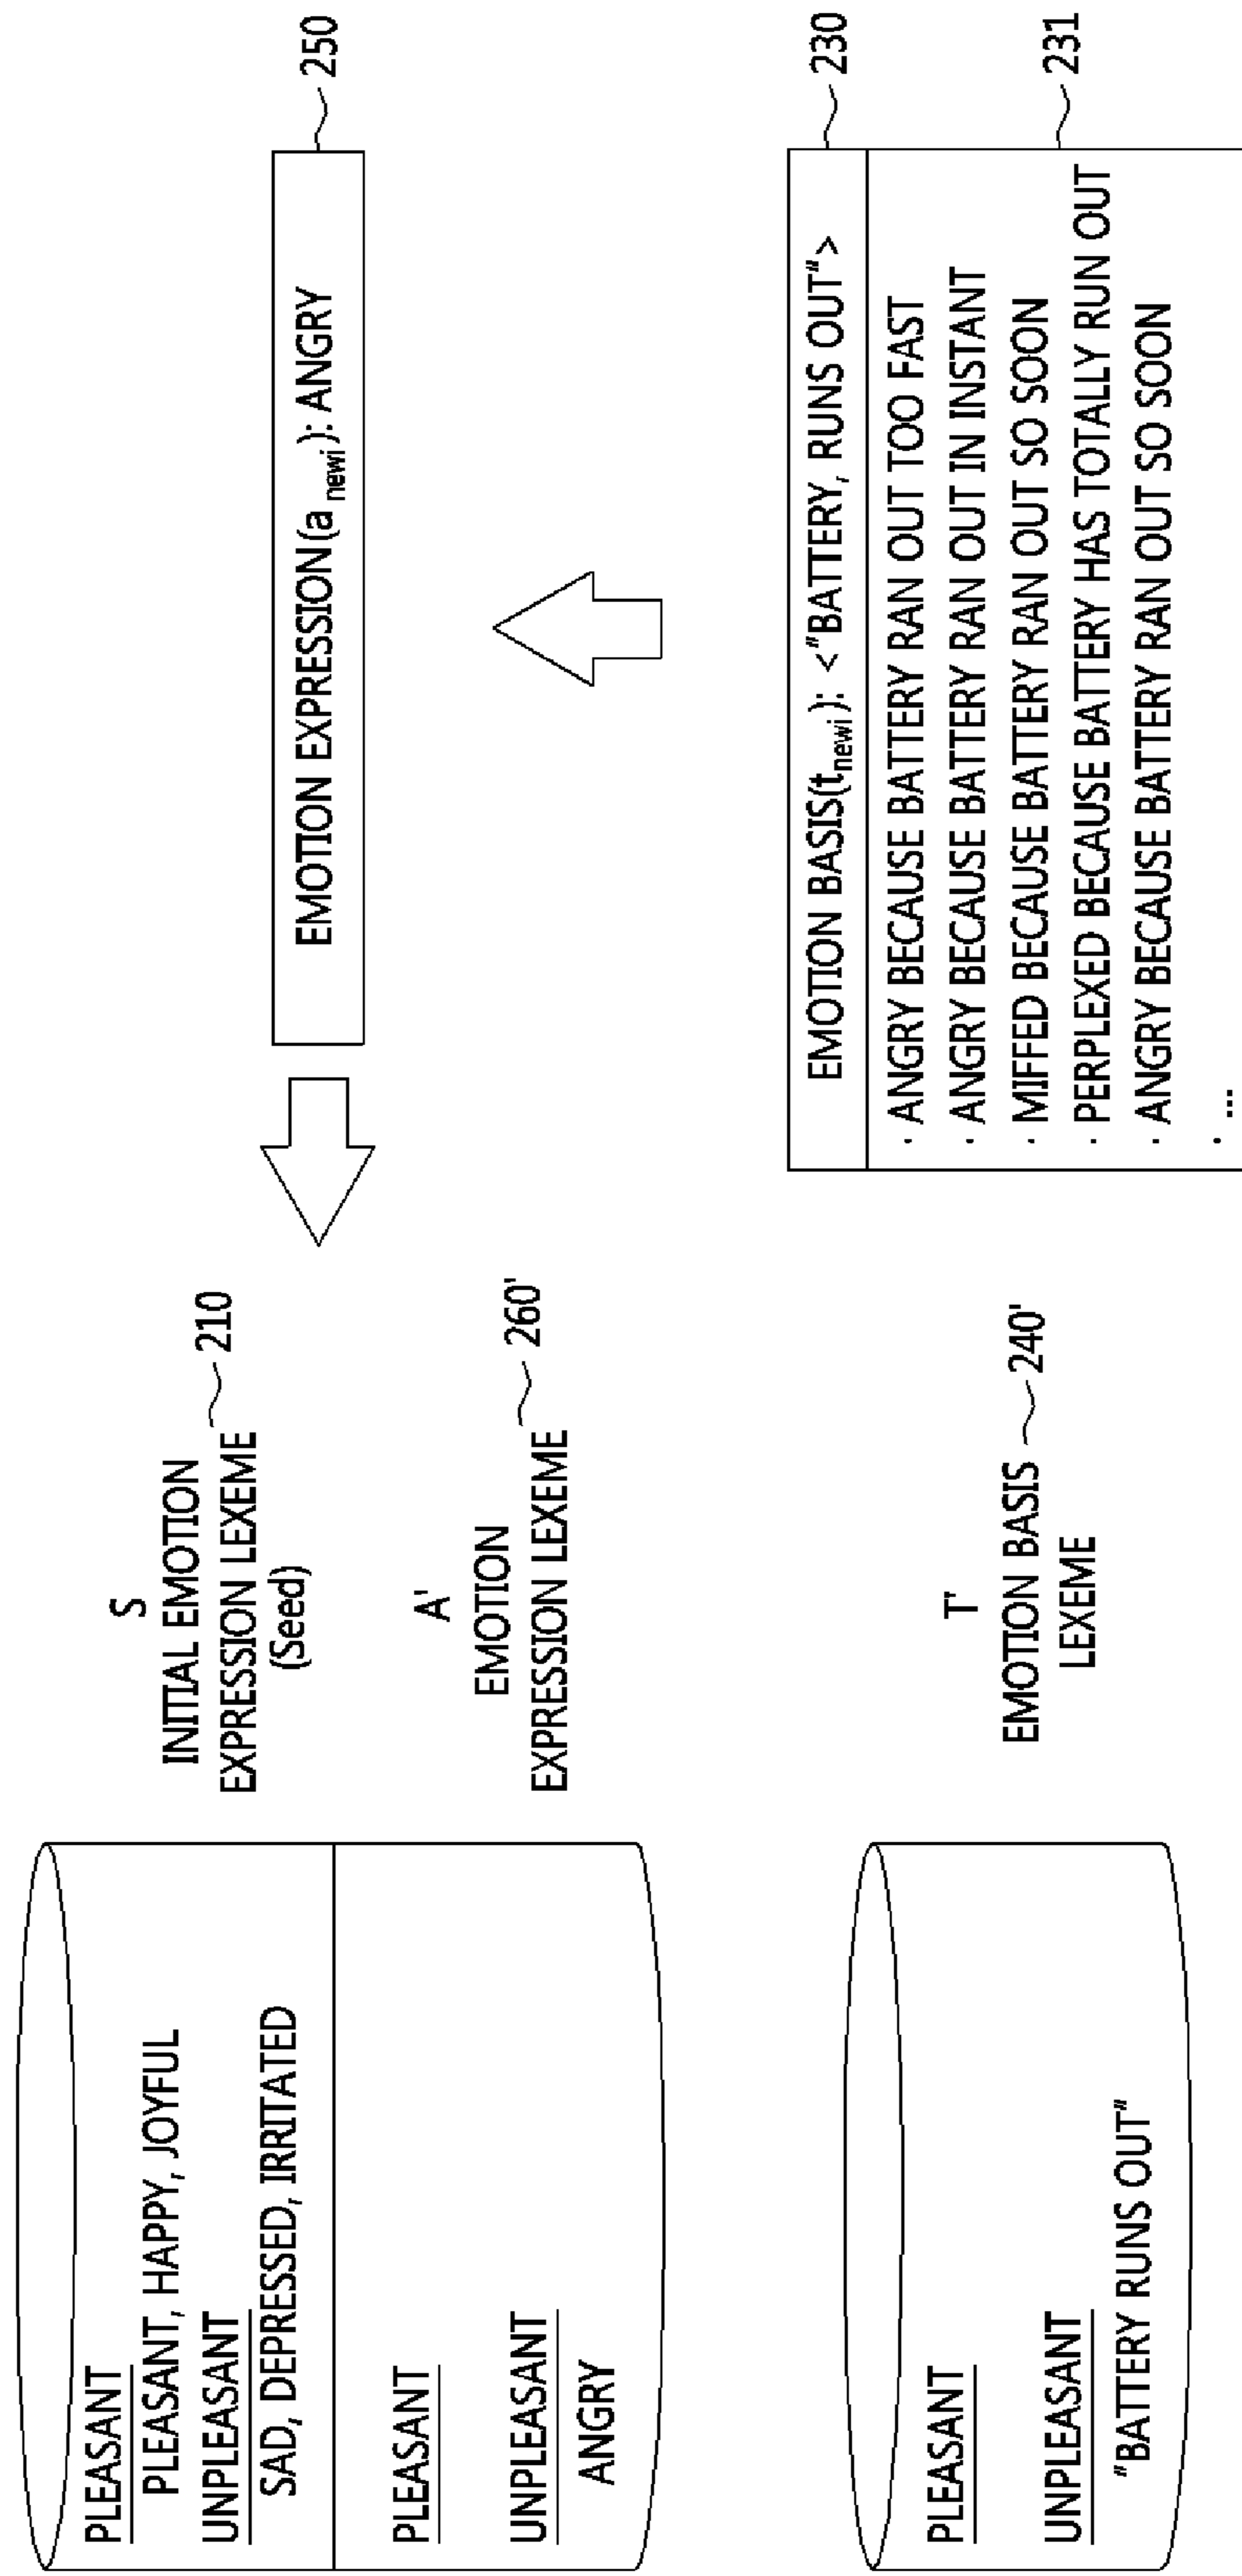 PLEASANT
PLEASANT, HAPPY, JOYFUL
UNPLEASANT
SAD, DEPRESSED, IRRITATED
PLEASANT
UNPLEASANT
ANGRY
S
INITIAL EMOTION
EXPRESSION LEXEME
(Seed)
210
A'
EMOTION
EXPRESSION LEXEME
260'
EMOTION EXPRESSION(a newi): ANGRY
250
PLEASANT
UNPLEASANT
"BATTERY RUNS OUT"
T'
EMOTION BASIS
LEXEME
240'
EMOTION BASIS(tnewi): <"BATTERY, RUNS OUT">
230
· ANGRY BECAUSE BATTERY RAN OUT TOO FAST
· ANGRY BECAUSE BATTERY RAN OUT IN INSTANT
· MIFFED BECAUSE BATTERY RAN OUT SO SOON
· PERPLEXED BECAUSE BATTERY HAS TOTALLY RUN OUT
· ANGRY BECAUSE BATTERY RAN OUT SO SOON
· ...
231